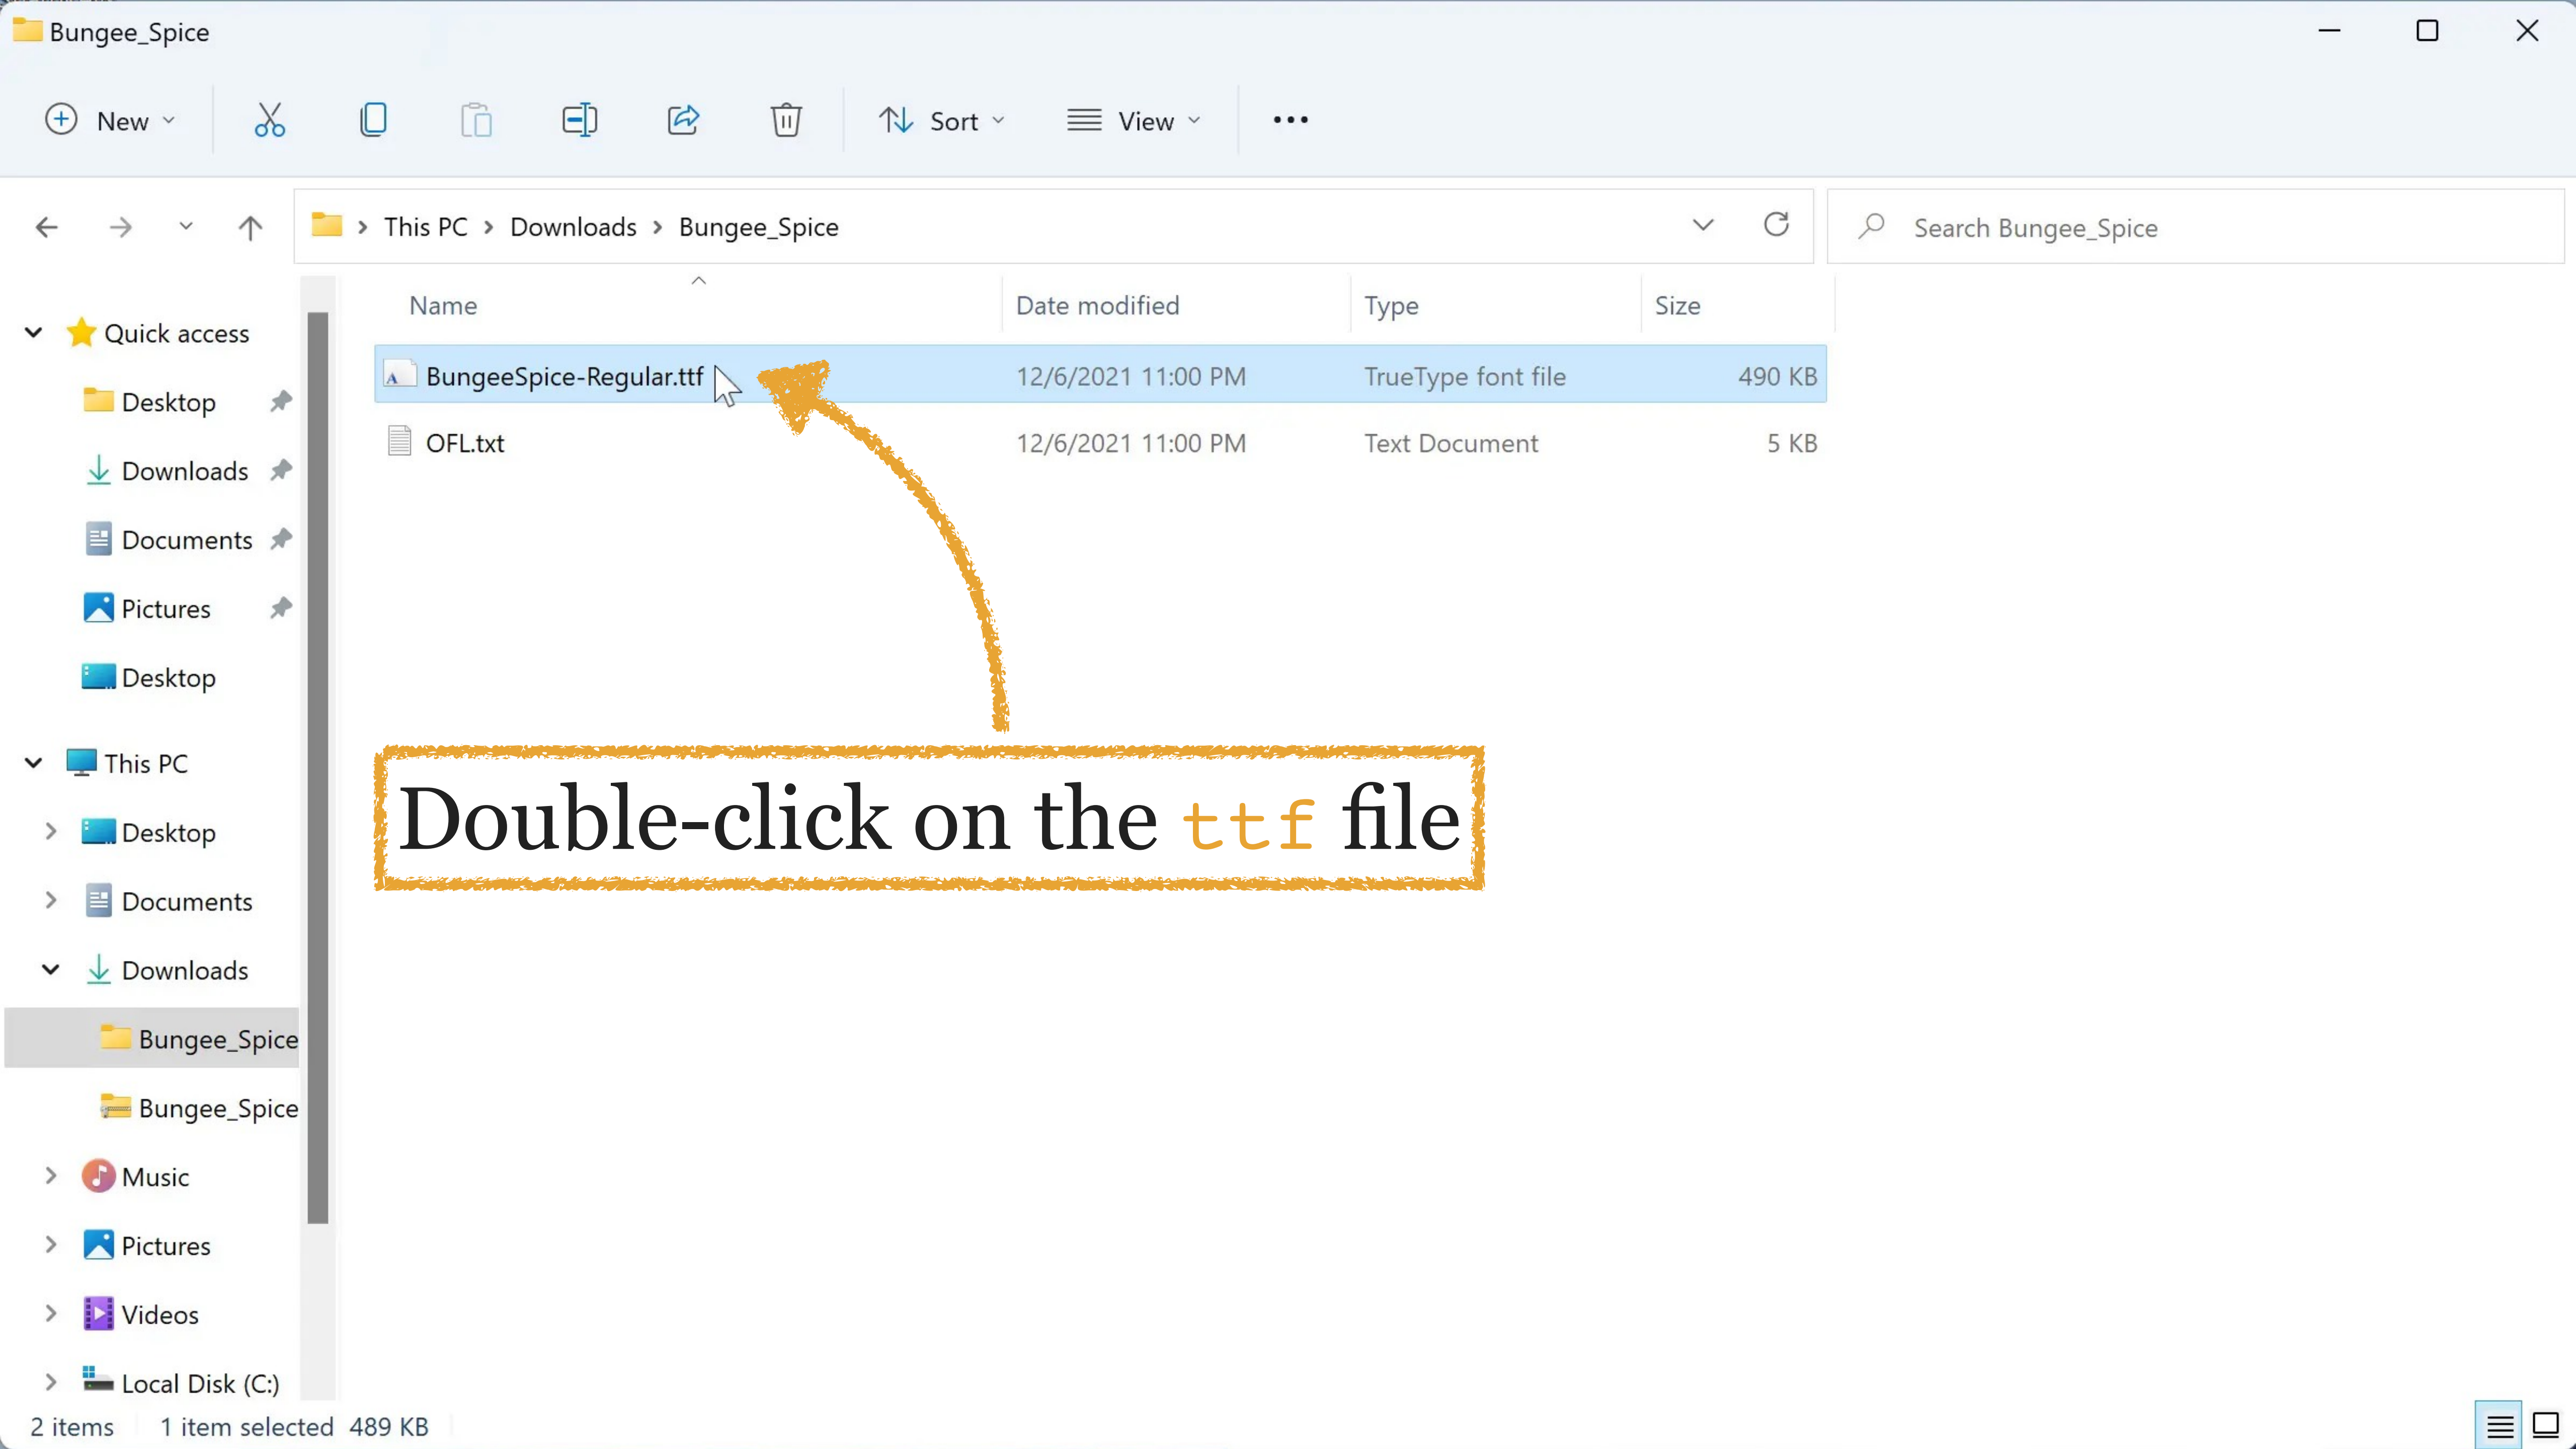 Bungee_Spice
New
Sort
View
This PC
Downloads
Bungee_Spice
Search Bungee_Spice
Name
Date modified
Type
Size
Quick access
BungeeSpice-Regular.ttf
12/6/2021 11:00 PM
TrueType font file
490 KB
Desktop
OFL.txt
12/6/2021 11:00 PM
Text Document
5 KB
Downloads
Documents
Pictures
Desktop
This PC
Double-click on the ttf file
Desktop
Documents
Downloads
Bungee_Spice
Bungee_Spice
Music
Pictures
Videos
Local Disk (C:)
2 items
1 item selected 489 KB